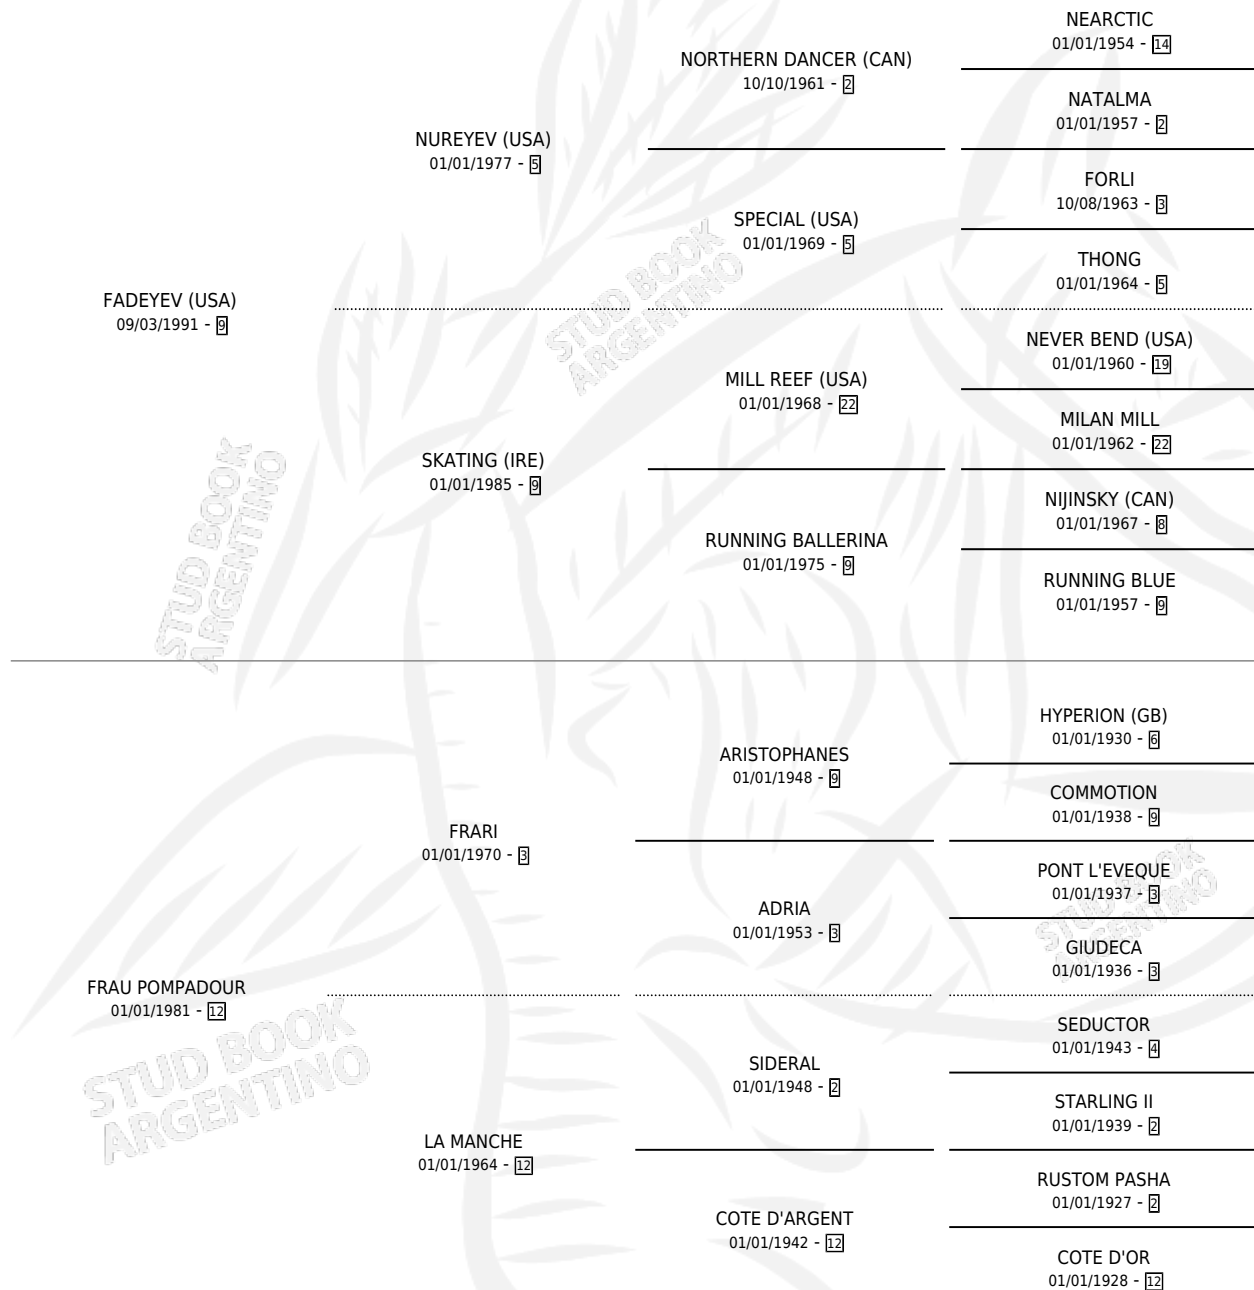 NEARCTIC
01/01/1954 - 14
NORTHERN DANCER (CAN)
10/10/1961 - 2
NATALMA
01/01/1957 - 2
NUREYEV (USA)
01/01/1977 - 5
FORLI
10/08/1963 - 3
SPECIAL (USA)
01/01/1969 - 5
THONG
01/01/1964 - 5
FADEYEV (USA)
09/03/1991 - 9
STUD BOOK
ARGENTINO
NEVER BEND (USA)
01/01/1960 - 19
MILL REEF (USA)
01/01/1968 - 22
MILAN MILL
01/01/1962 - 22
SKATING (IRE)
01/01/1985 - 9
NIJINSKY (CAN)
01/01/1967 - 8
RUNNING BALLERINA
01/01/1975 - 9
RUNNING BLUE
01/01/1957 - 9
STUD BOOK
ARGENTINO
HYPERION (GB)
01/01/1930 - 6
ARISTOPHANES
01/01/1948 - 9
COMMOTION
01/01/1938 - 9
FRARI
01/01/1970 - 3
PONT L'EVEQUE
01/01/1937 - 3
ADRIA
01/01/1953 - 3
GIUDECA
01/01/1936 - 3
STUD BOOK
ARGENTINO
FRAU POMPADOUR
01/01/1981 - 12
SEDUCTOR
01/01/1943 - 4
SIDERAL
01/01/1948 - 2
STARLING II
01/01/1939 - 2
STUD BOOK
ARGENTINO
LA MANCHE
01/01/1964 - 12
RUSTOM PASHA
01/01/1927 - 2
COTE D'ARGENT
01/01/1942 - 12
COTE D'OR
01/01/1928 - 12